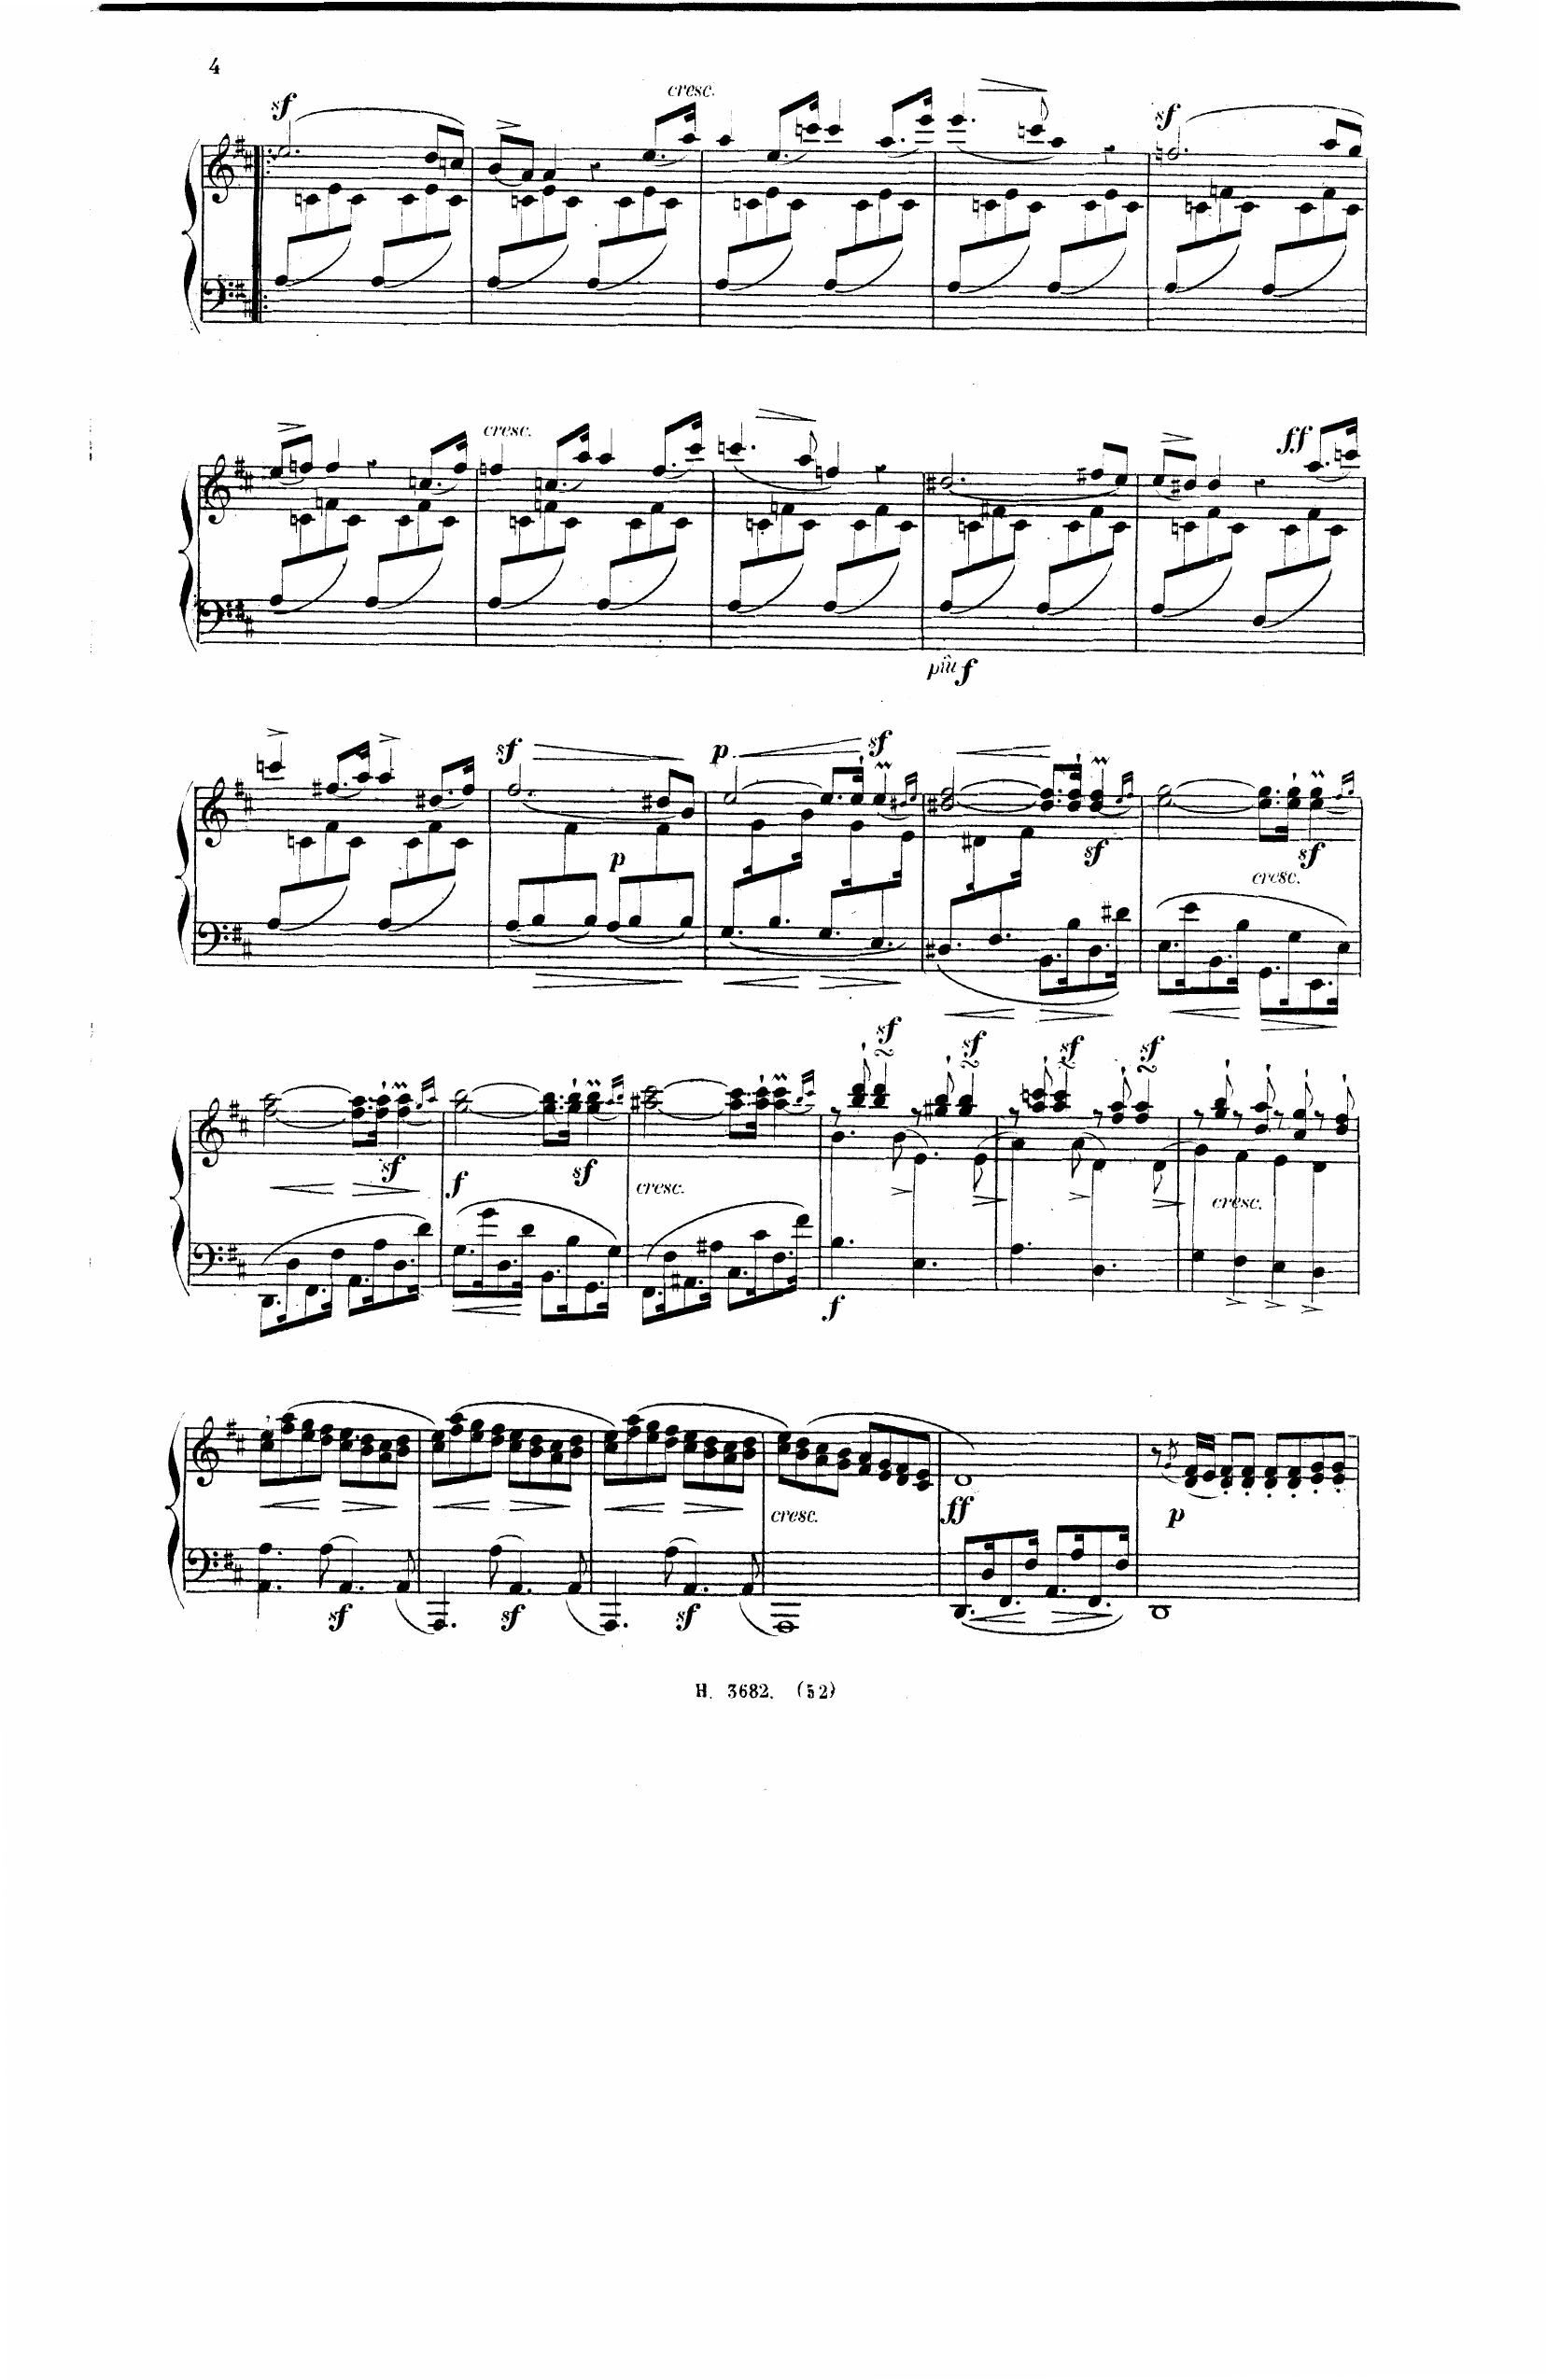 4
sf cresc. sf
cresc. più f ff
sf p p sf sf cresc. sf
sf f sf cresc. f sf sf sf sf cresc.
sf sf sf cresc. ff p
H. 3682. (52)